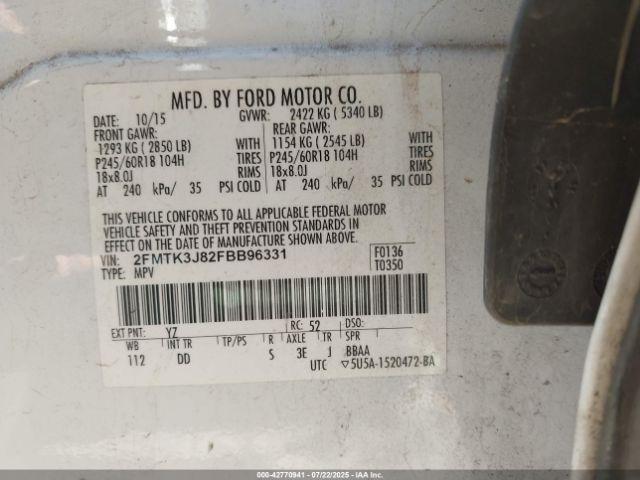 MFD. BY FORD MOTOR CO.
DATE: 10/15 GVWR: 2422 KG ( 5340 LB)
FRONT GAWR: REAR GAWR:
1293 KG ( 2850 LB) WITH 1154 KG ( 2545 LB) WITH
P245/60R18 104H TIRES P245/60R18 104H TIRES
18x8.0J RIMS 18x8.0J RIMS
AT 240 kPa/ 35 PSI COLD AT 240 kPa/ 35 PSI COLD
THIS VEHICLE CONFORMS TO ALL APPLICABLE FEDERAL MOTOR
VEHICLE SAFETY AND THEFT PREVENTION STANDARDS IN
EFFECT ON THE DATE OF MANUFACTURE SHOWN ABOVE.
VIN: 2FMTK3J82FBB96331 F0136
TYPE: MPV T0350
EXT PNT: YZ RC: 52 DSO:
WB INT TR TP/PS R AXLE TR SPR
112 DD S 3E J BBAA
UTC ▽5U5A-1520472-BA
000-42770941 - 07/22/2025 - IAAI.CA